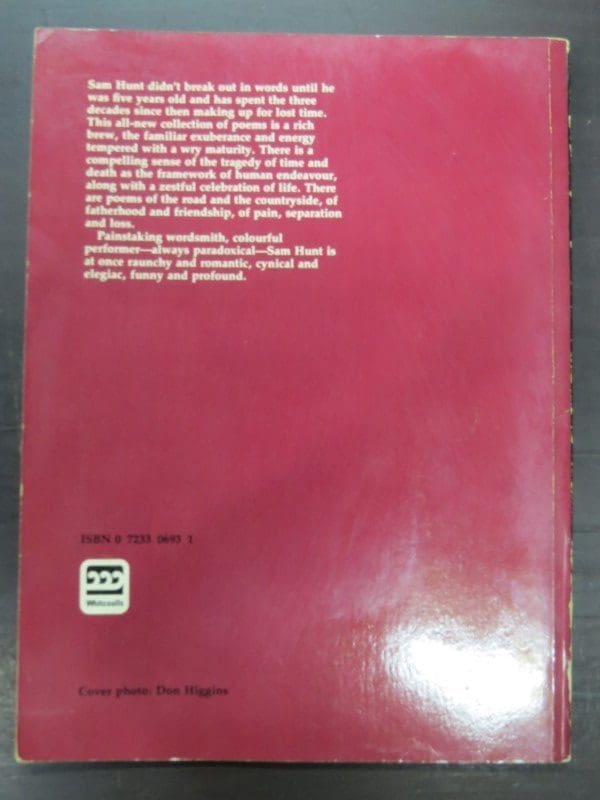 Sam Hunt didn't break out in words until he
was five years old and has spent the three
decades since then making up for lost time.
This all-new collection of poems is a rich
brew, the familiar exuberance and energy
tempered with a wry maturity. There is a
compelling sense of the tragedy of time and
death as the framework of human endeavour,
along with a zestful celebration of life. There
are poems of the road and the countryside, of
fatherhood and friendship, of pain, separation
and loss.
Painstaking wordsmith, colourful
performer—always paradoxical—Sam Hunt is
at once raunchy and romantic, cynical and
elegiac, funny and profound.
ISBN 0 7233 0693 1
Whitcoulls
Cover photo: Don Higgins